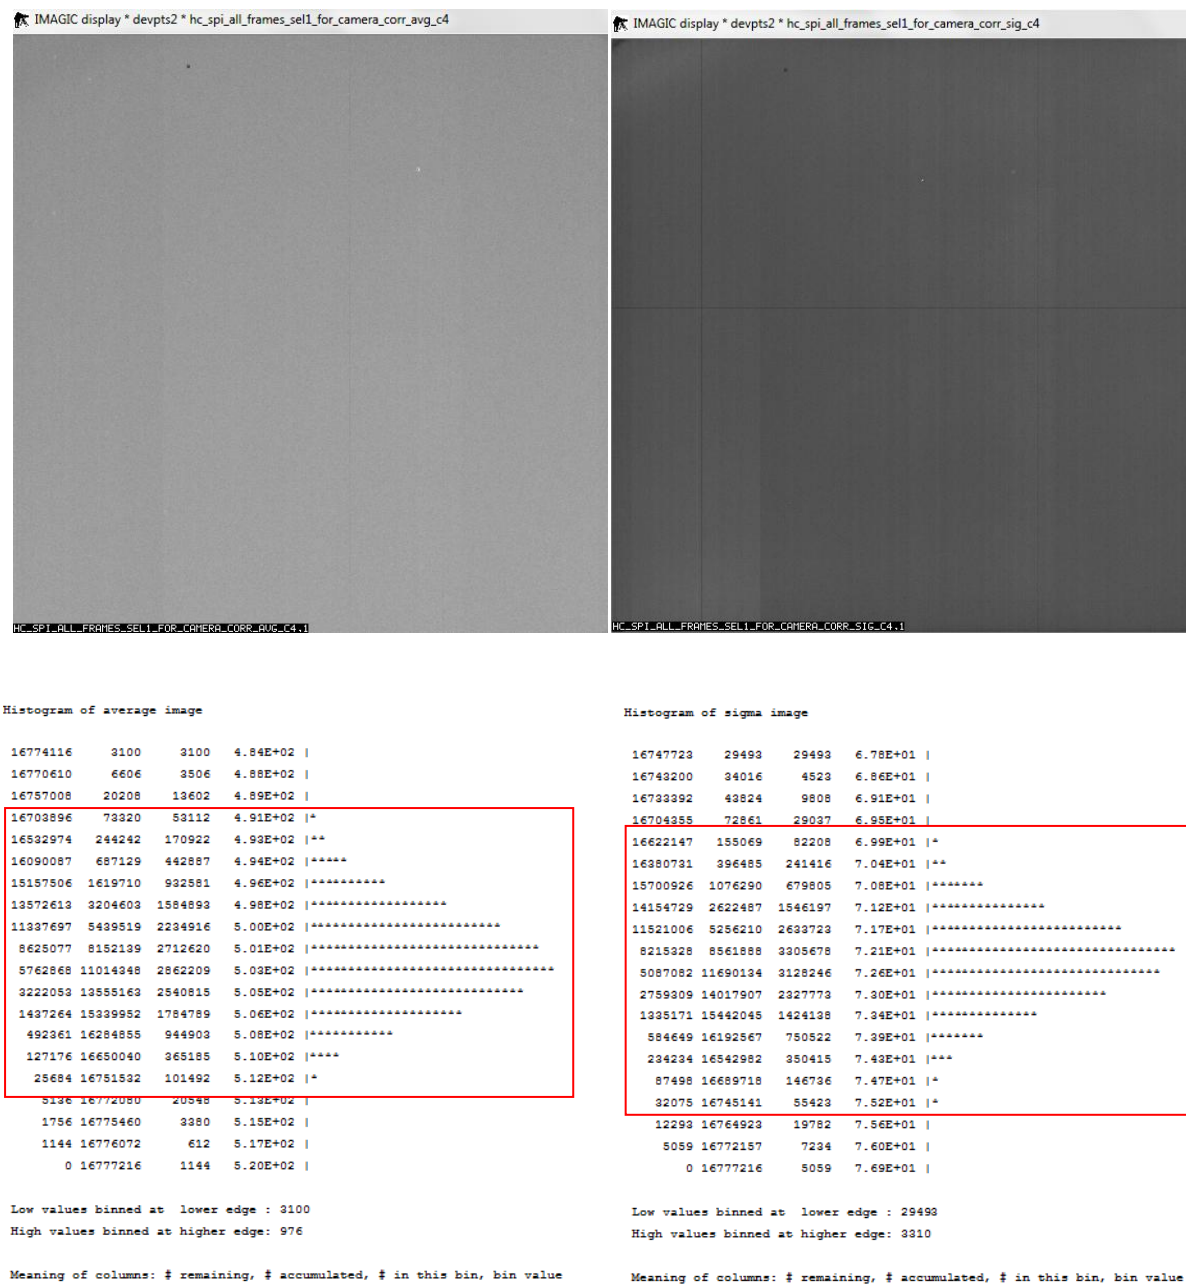 IMAGIC display * devpts2 * hc_spi_all_frames_sel1_for_camera_corr_avg_c4
HC_SPI_ALL_FRAMES_SEL1_FOR_CAMERA_CORR_AVG_C4.1
IMAGIC display * devpts2 * hc_spi_all_frames_sel1_for_camera_corr_sig_c4
HC_SPI_ALL_FRAMES_SEL1_FOR_CAMERA_CORR_SIG_C4.1
Histogram of average image
16774116 3100 3100 4.84E+02 |
16770610 6606 3506 4.88E+02 |
16757008 20208 13602 4.89E+02 |
16703896 73320 53112 4.91E+02 |*
16532974 244242 170922 4.93E+02 |**
16090087 687129 442887 4.94E+02 |*****
15157506 1619710 932581 4.96E+02 |**********
13572613 3204603 1584893 4.98E+02 |******************
11337697 5439519 2234916 5.00E+02 |*************************
8625077 8152139 2712620 5.01E+02 |******************************
5762868 11014348 2862209 5.03E+02 |********************************
3222053 13555163 2540815 5.05E+02 |****************************
1437264 15339952 1784789 5.06E+02 |********************
492361 16284855 944903 5.08E+02 |***********
127176 16650040 365185 5.10E+02 |****
25684 16751532 101492 5.12E+02 |*
5136 16772080 20548 5.13E+02 |
1756 16775460 3380 5.15E+02 |
1144 16776072 612 5.17E+02 |
0 16777216 1144 5.20E+02 |
Low values binned at lower edge : 3100
High values binned at higher edge: 976
Meaning of columns: # remaining, # accumulated, # in this bin, bin value
Histogram of sigma image
16747723 29493 29493 6.78E+01 |
16743200 34016 4523 6.86E+01 |
16733392 43824 9808 6.91E+01 |
16704355 72861 29037 6.95E+01 |
16622147 155069 82208 6.99E+01 |*
16380731 396485 241416 7.04E+01 |**
15700926 1076290 679805 7.08E+01 |*******
14154729 2622487 1546197 7.12E+01 |***************
11521006 5256210 2633723 7.17E+01 |*************************
8215328 8561888 3305678 7.21E+01 |********************************
5087082 11690134 3128246 7.26E+01 |******************************
2759309 14017907 2327773 7.30E+01 |***********************
1335171 15442045 1424138 7.34E+01 |**************
584649 16192567 750522 7.39E+01 |*******
234234 16542982 350415 7.43E+01 |***
87498 16689718 146736 7.47E+01 |*
32075 16745141 55423 7.52E+01 |*
12293 16764923 19782 7.56E+01 |
5059 16772157 7234 7.60E+01 |
0 16777216 5059 7.69E+01 |
Low values binned at lower edge : 29493
High values binned at higher edge: 3310
Meaning of columns: # remaining, # accumulated, # in this bin, bin value